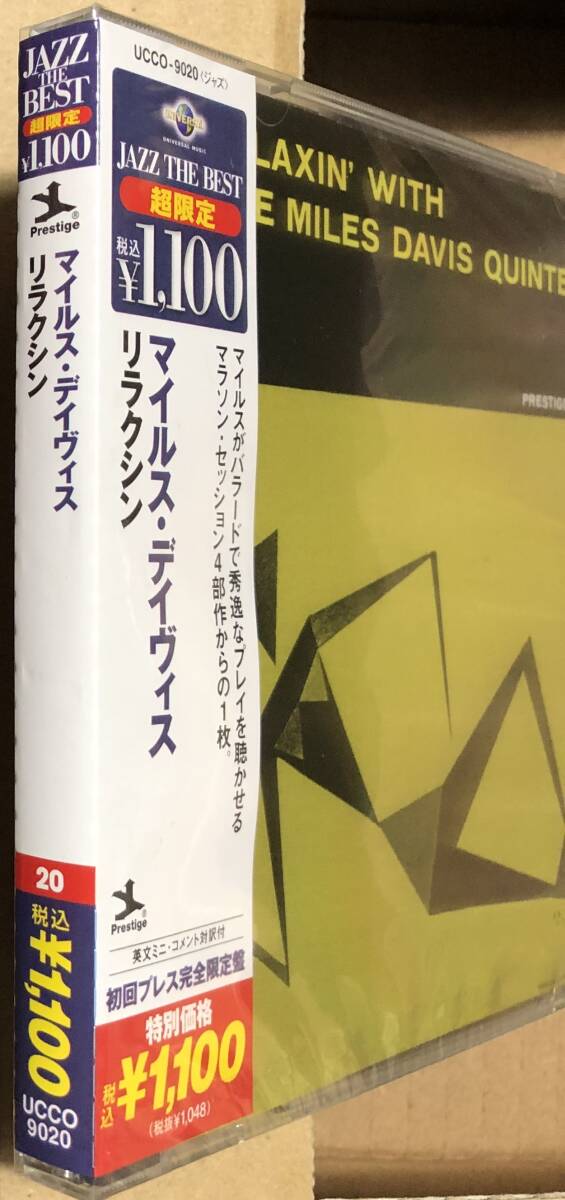 JAZZ
THE
BEST
超限定
¥1,100
Prestige®
マイルス・デイヴィス
リラクシン
20
税込
¥1,100
UCCO
9020
UCCO-9020〈ジャズ〉
UNIVERSAL
UNIVERSAL MUSIC
JAZZ THE BEST
超限定
税込
¥1,100
マイルスがバラードで秀逸なプレイを聴かせる
マラソン・セッション4部作からの1枚。
マイルス・デイヴィス
リラクシン
Prestige®
英文ミニ・コメント対訳付
初回プレス完全限定盤
特別価格
税込¥1,100
(税抜¥1,048)
LAXIN' WITH
E MILES DAVIS QUINTE
PRESTIGE